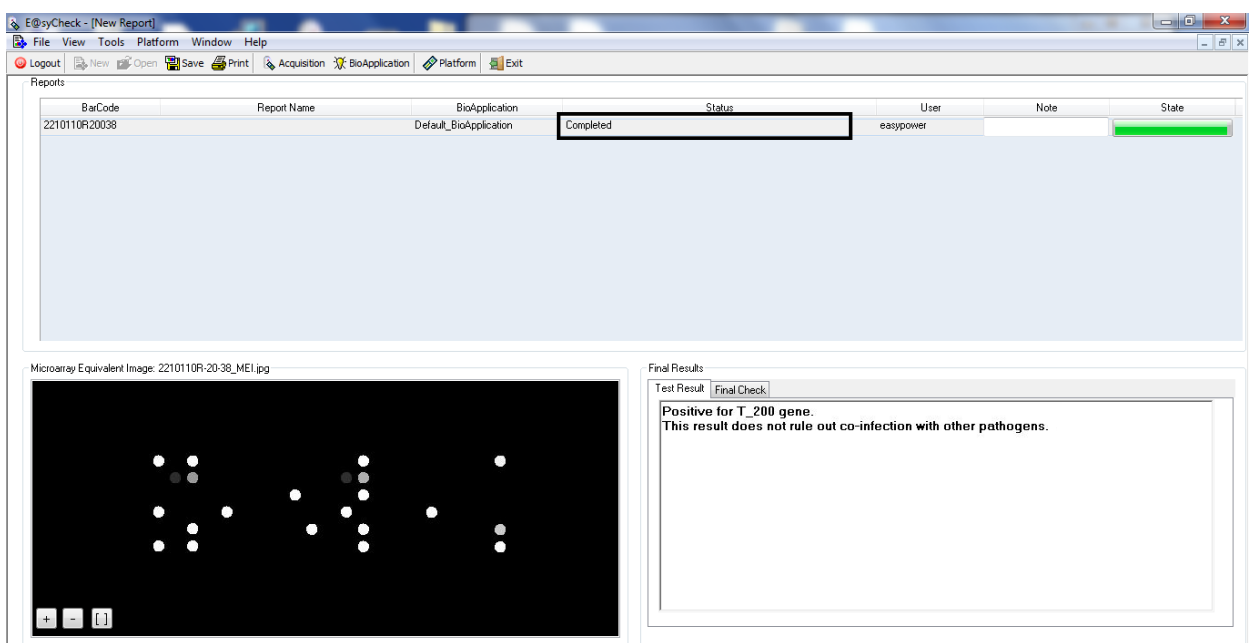 E@syCheck - [New Report]
File View Tools Platform Window Help
Logout New Open Save Print Acquisition BioApplication Platform Exit
Reports
BarCode Report Name BioApplication Status User Note State
2210110R20038 Default_BioApplication Completed easypower
Microarray Equivalent Image: 2210110R-20-38_MEI.jpg
+ - [ ]
Final Results
Test Result Final Check
Positive for T_200 gene.
This result does not rule out co-infection with other pathogens.